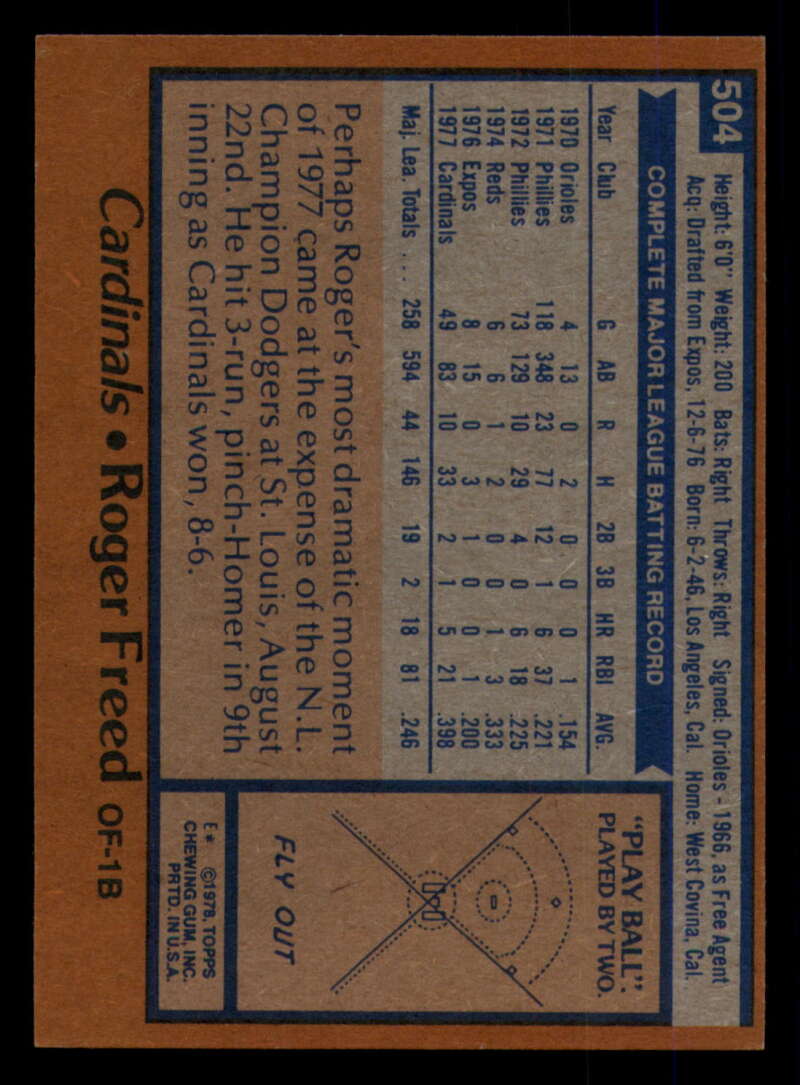 504
Height: 6'0" Weight: 200 Bats: Right Throws: Right Signed: Orioles - 1966, as Free Agent
Acq: Drafted from Expos, 12-6-76 Born: 6-2-46, Los Angeles, Cal. Home: West Covina, Cal.
COMPLETE MAJOR LEAGUE BATTING RECORD
Year Club G AB R H 2B 3B HR RBI AVG.
1970 Orioles 4 13 0 2 0 0 0 1 .154
1971 Phillies 118 348 23 77 12 1 6 37 .221
1972 Phillies 73 129 10 29 4 0 6 18 .225
1974 Reds 6 6 1 2 0 0 1 3 .333
1976 Expos 8 15 0 3 1 0 0 1 .200
1977 Cardinals 49 83 10 33 2 1 5 21 .398
Maj. Lea. Totals ... 258 594 44 146 19 2 18 81 .246
Perhaps Roger's most dramatic moment
of 1977 came at the expense of the N.L.
Champion Dodgers at St. Louis, August
22nd. He hit 3-run, pinch-Homer in 9th
inning as Cardinals won, 8-6.
"PLAY BALL".
PLAYED BY TWO.
FLY OUT
E* ©1978. TOPPS
CHEWING GUM, INC.
PRTD. IN U.S.A.
Cardinals • Roger Freed OF-1B